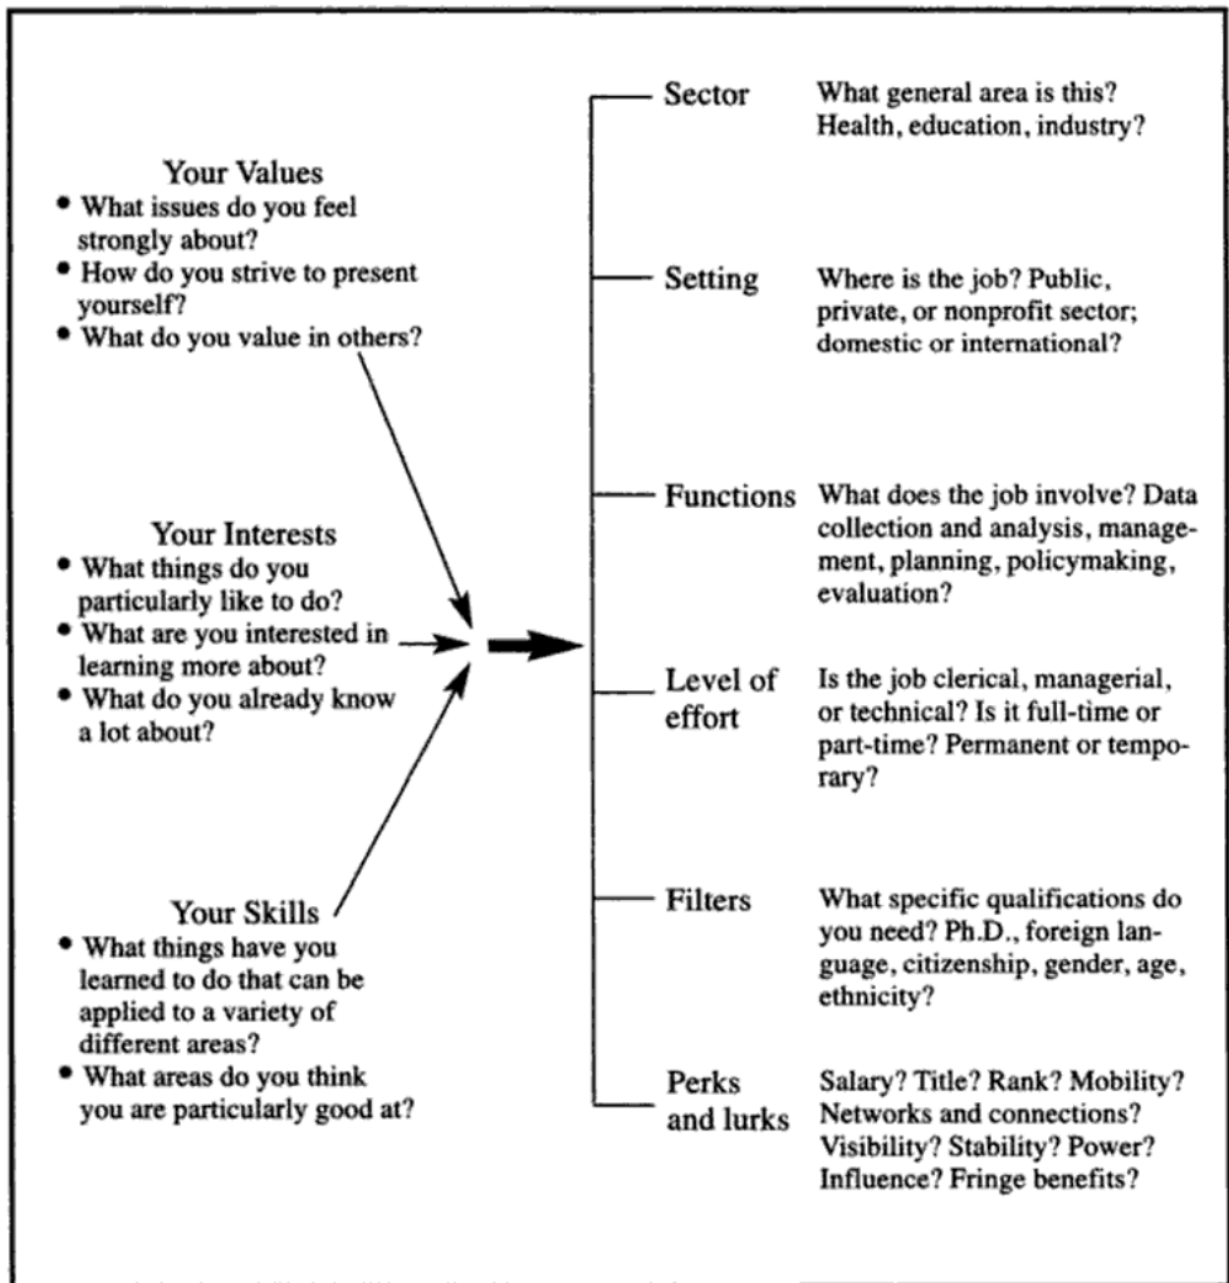 Your Values
• What issues do you feel
strongly about?
• How do you strive to present
yourself?
• What do you value in others?
Your Interests
• What things do you
particularly like to do?
• What are you interested in
learning more about?
• What do you already know
a lot about?
Your Skills
• What things have you
learned to do that can be
applied to a variety of
different areas?
• What areas do you think
you are particularly good at?
Sector
What general area is this?
Health, education, industry?
Setting
Where is the job? Public,
private, or nonprofit sector;
domestic or international?
Functions
What does the job involve? Data
collection and analysis, manage-
ment, planning, policymaking,
evaluation?
Level of
effort
Is the job clerical, managerial,
or technical? Is it full-time or
part-time? Permanent or tempo-
rary?
Filters
What specific qualifications do
you need? Ph.D., foreign lan-
guage, citizenship, gender, age,
ethnicity?
Perks
and lurks
Salary? Title? Rank? Mobility?
Networks and connections?
Visibility? Stability? Power?
Influence? Fringe benefits?